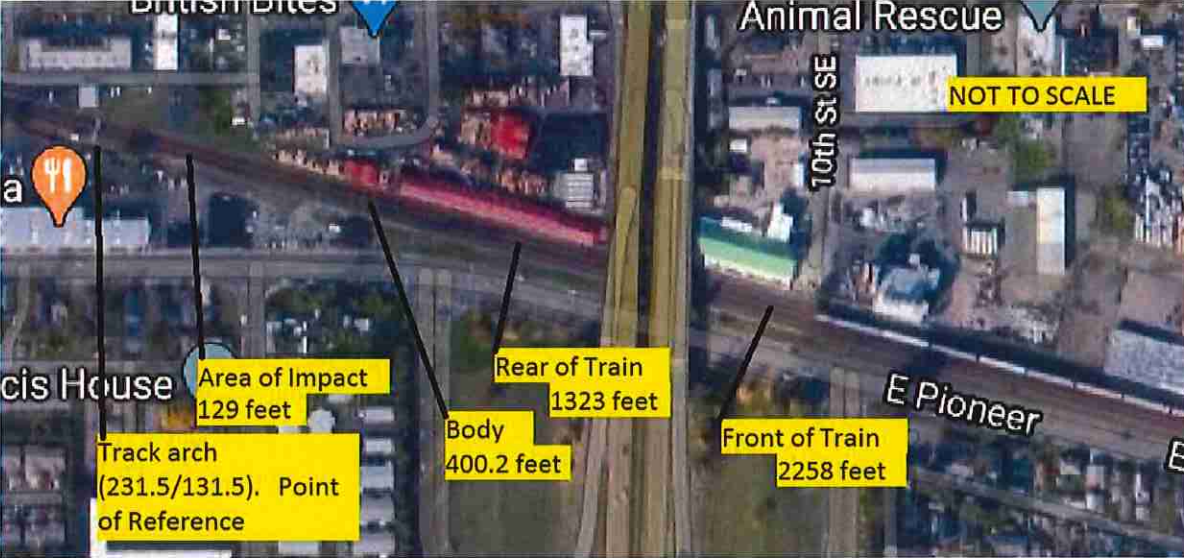 British Bites
Animal Rescue
NOT TO SCALE
10th St SE
a
cis House
Area of Impact
129 feet
Rear of Train
1323 feet
E Pioneer
Body
400.2 feet
Front of Train
2258 feet
Track arch
(231.5/131.5). Point
of Reference
E